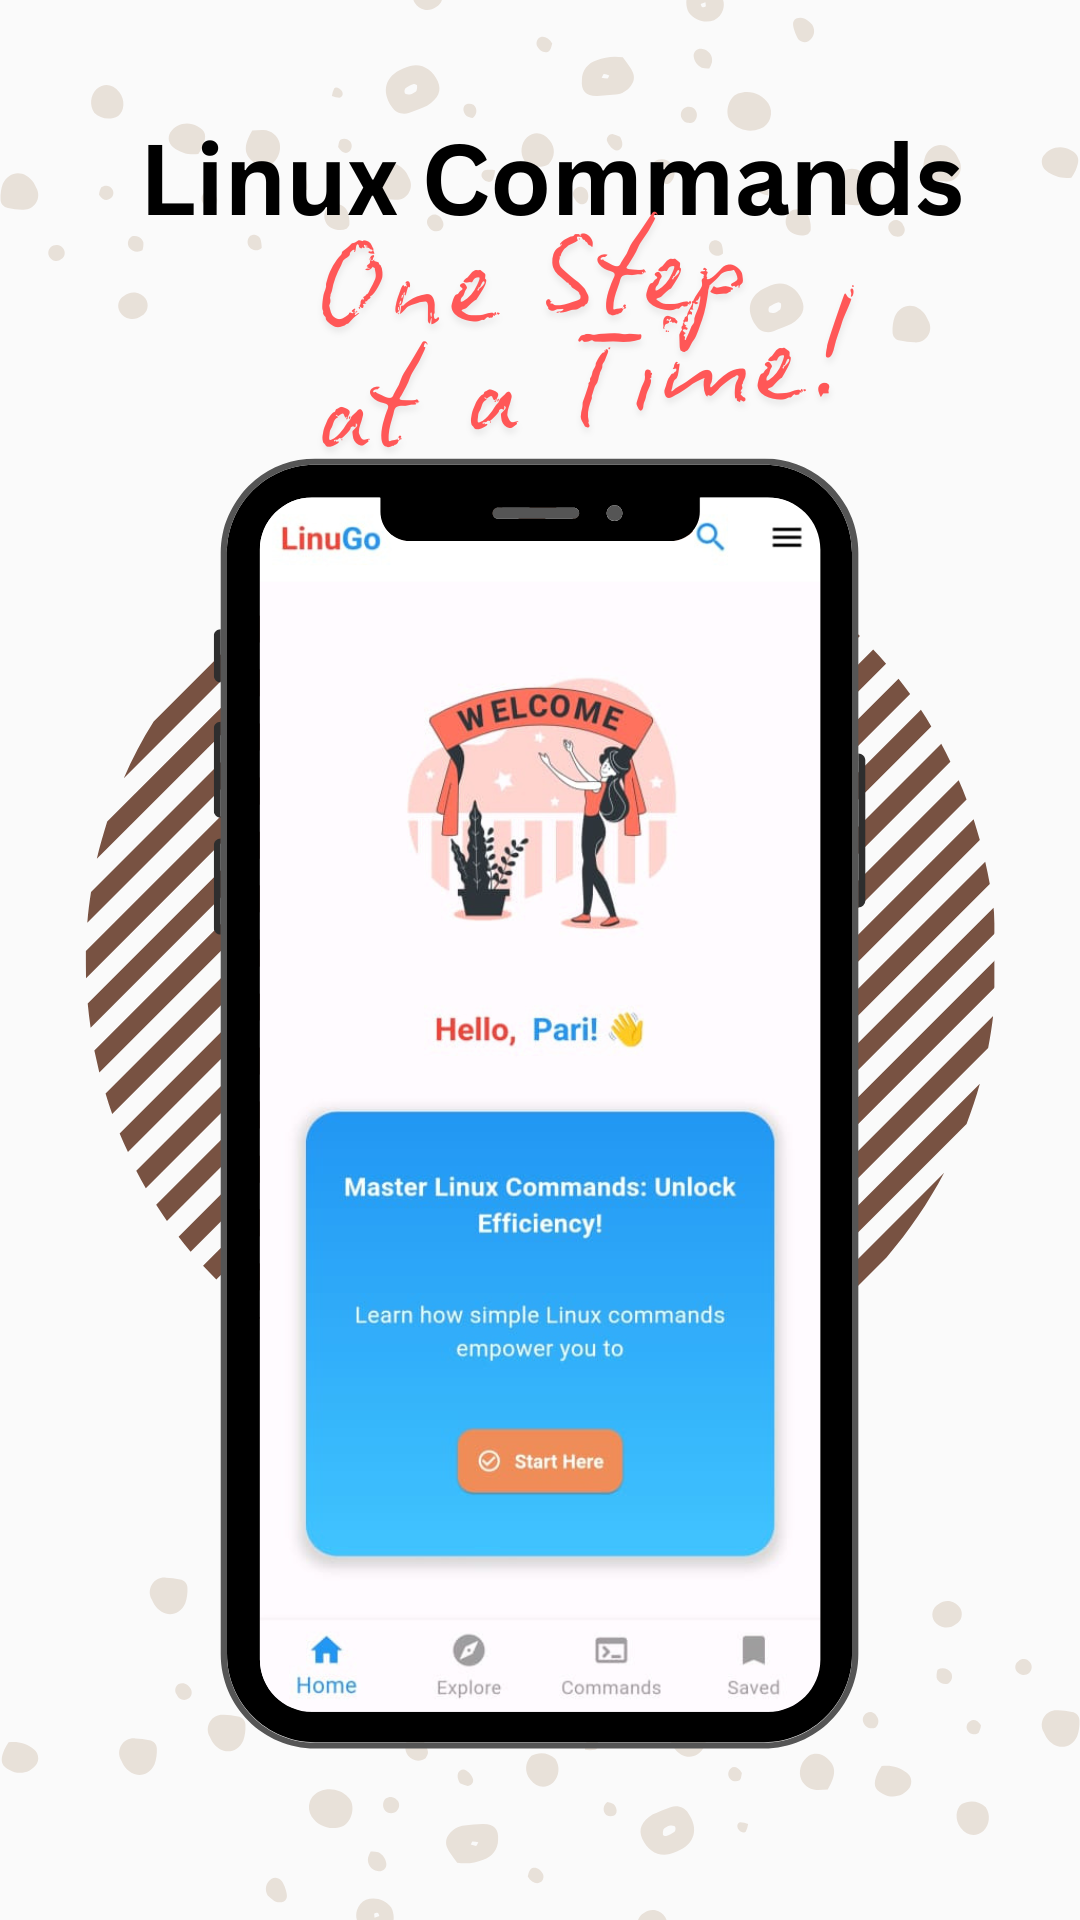 Linux Commands
One Step
at a Time!
LinuGo
WELCOME
Hello, Pari! 👋
Master Linux Commands: Unlock
Efficiency!
Learn how simple Linux commands
empower you to
Start Here
Home Explore Commands Saved